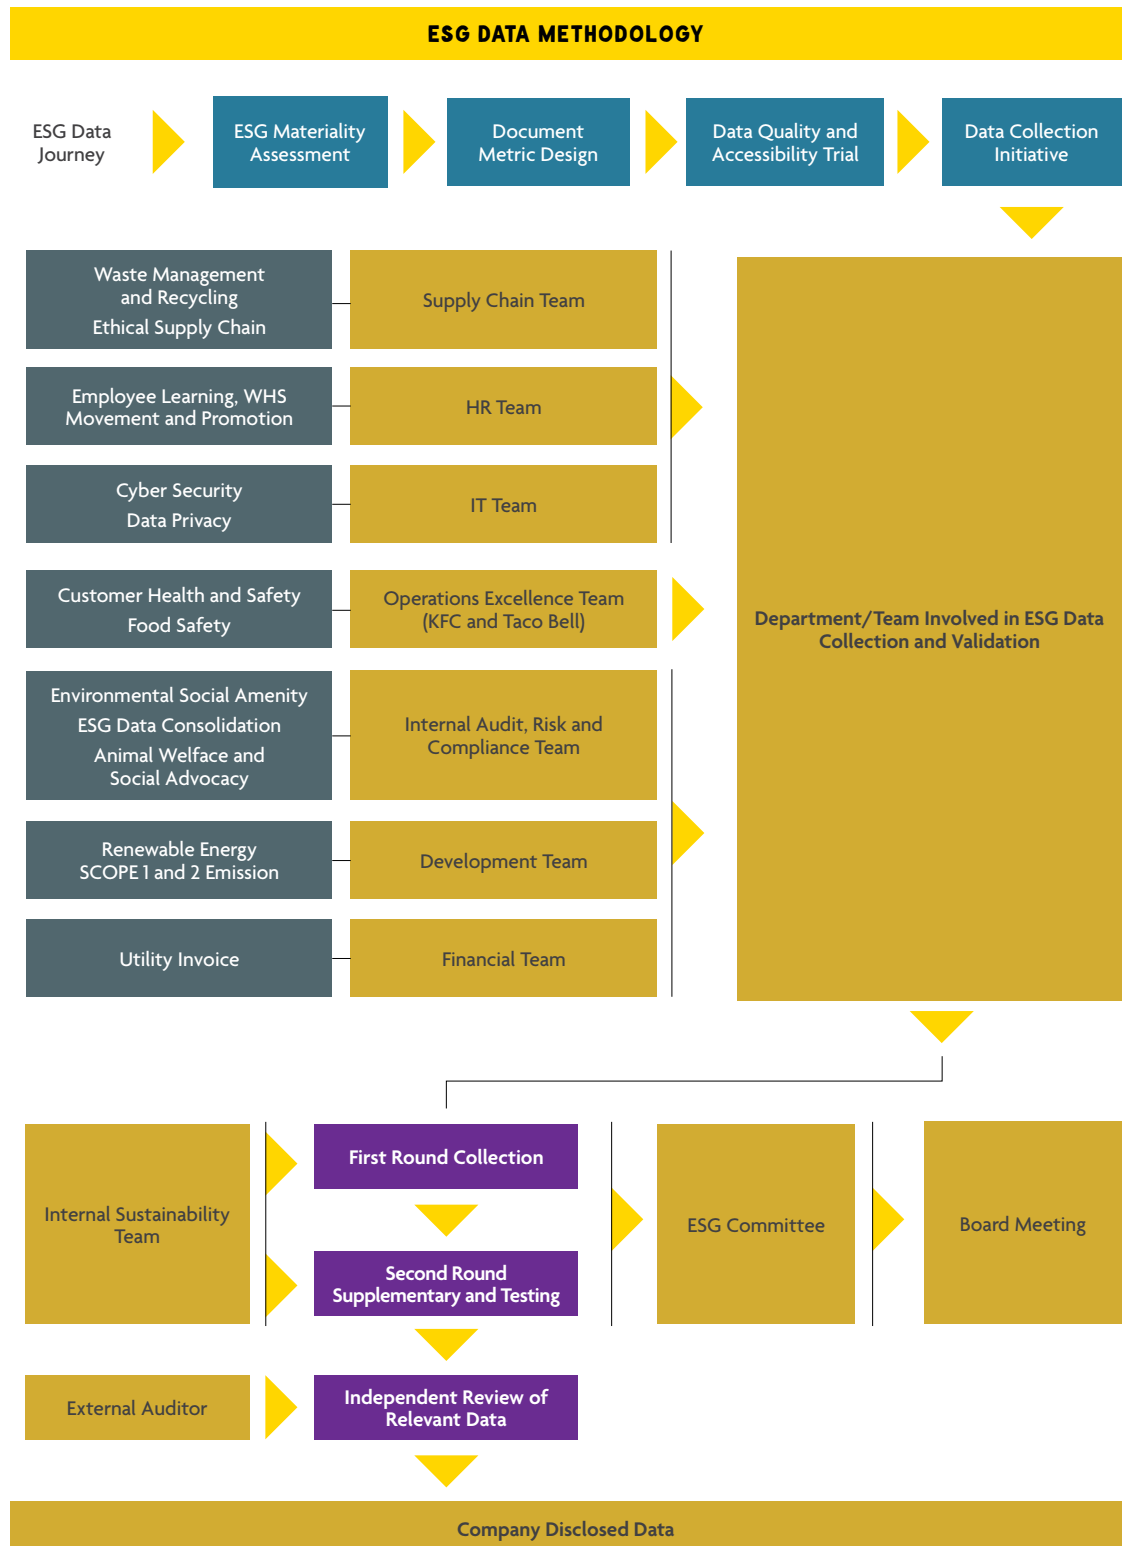 ESG DATA METHODOLOGY
ESG Data
Journey
ESG Materiality
Assessment
Document
Metric Design
Data Quality and
Accessibility Trial
Data Collection
Initiative
Waste Management
and Recycling
Ethical Supply Chain
Supply Chain Team
Employee Learning, WHS
Movement and Promotion
HR Team
Cyber Security
Data Privacy
IT Team
Customer Health and Safety
Food Safety
Operations Excellence Team
(KFC and Taco Bell)
Environmental Social Amenity
ESG Data Consolidation
Animal Welface and
Social Advocacy
Internal Audit, Risk and
Compliance Team
Renewable Energy
SCOPE 1 and 2 Emission
Development Team
Utility Invoice
Financial Team
Department/Team Involved in ESG Data
Collection and Validation
Internal Sustainability
Team
First Round Collection
Second Round
Supplementary and Testing
ESG Committee
Board Meeting
External Auditor
Independent Review of
Relevant Data
Company Disclosed Data